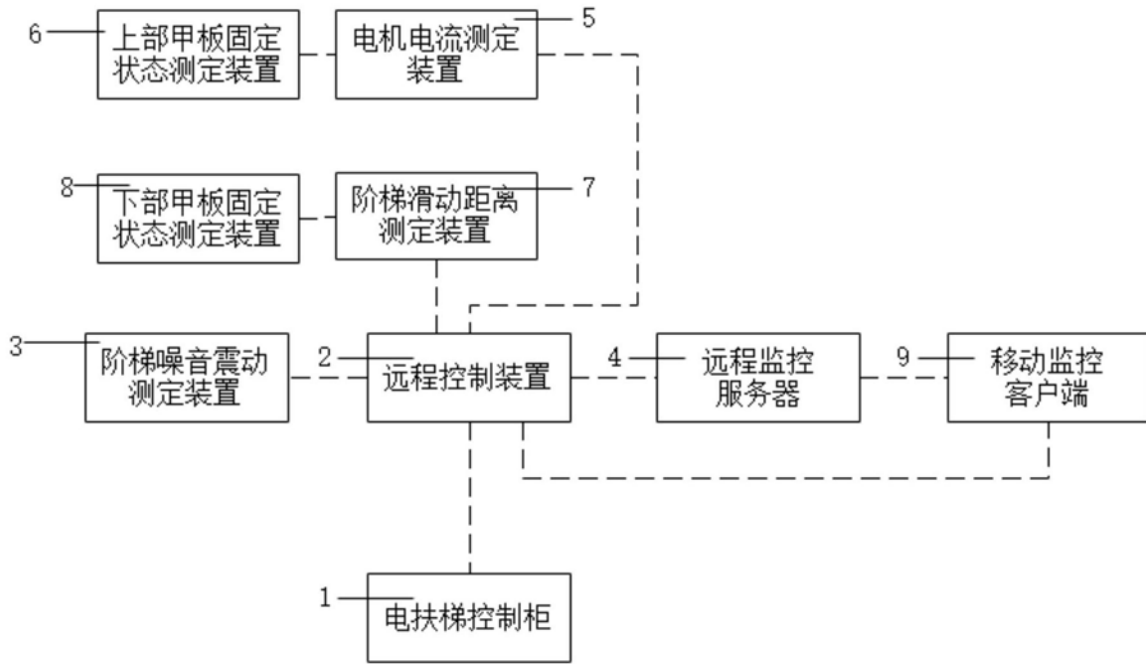 6
上部甲板固定
状态测定装置
电机电流测定
装置
5
8
下部甲板固定
状态测定装置
阶梯滑动距离
测定装置
7
3
阶梯噪音震动
测定装置
2
远程控制装置
4
远程监控
服务器
9
移动监控
客户端
1
电扶梯控制柜